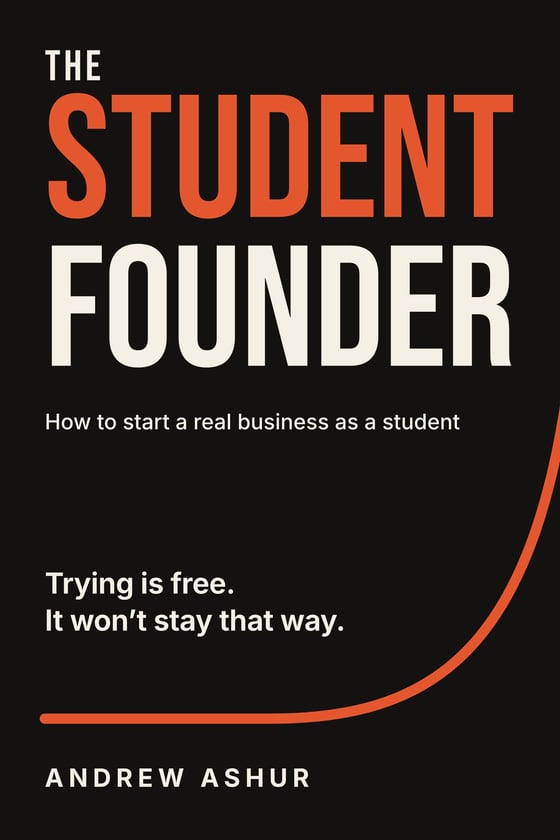 THE
STUDENT
FOUNDER
How to start a real business as a student
Trying is free.
It won’t stay that way.
ANDREW ASHUR